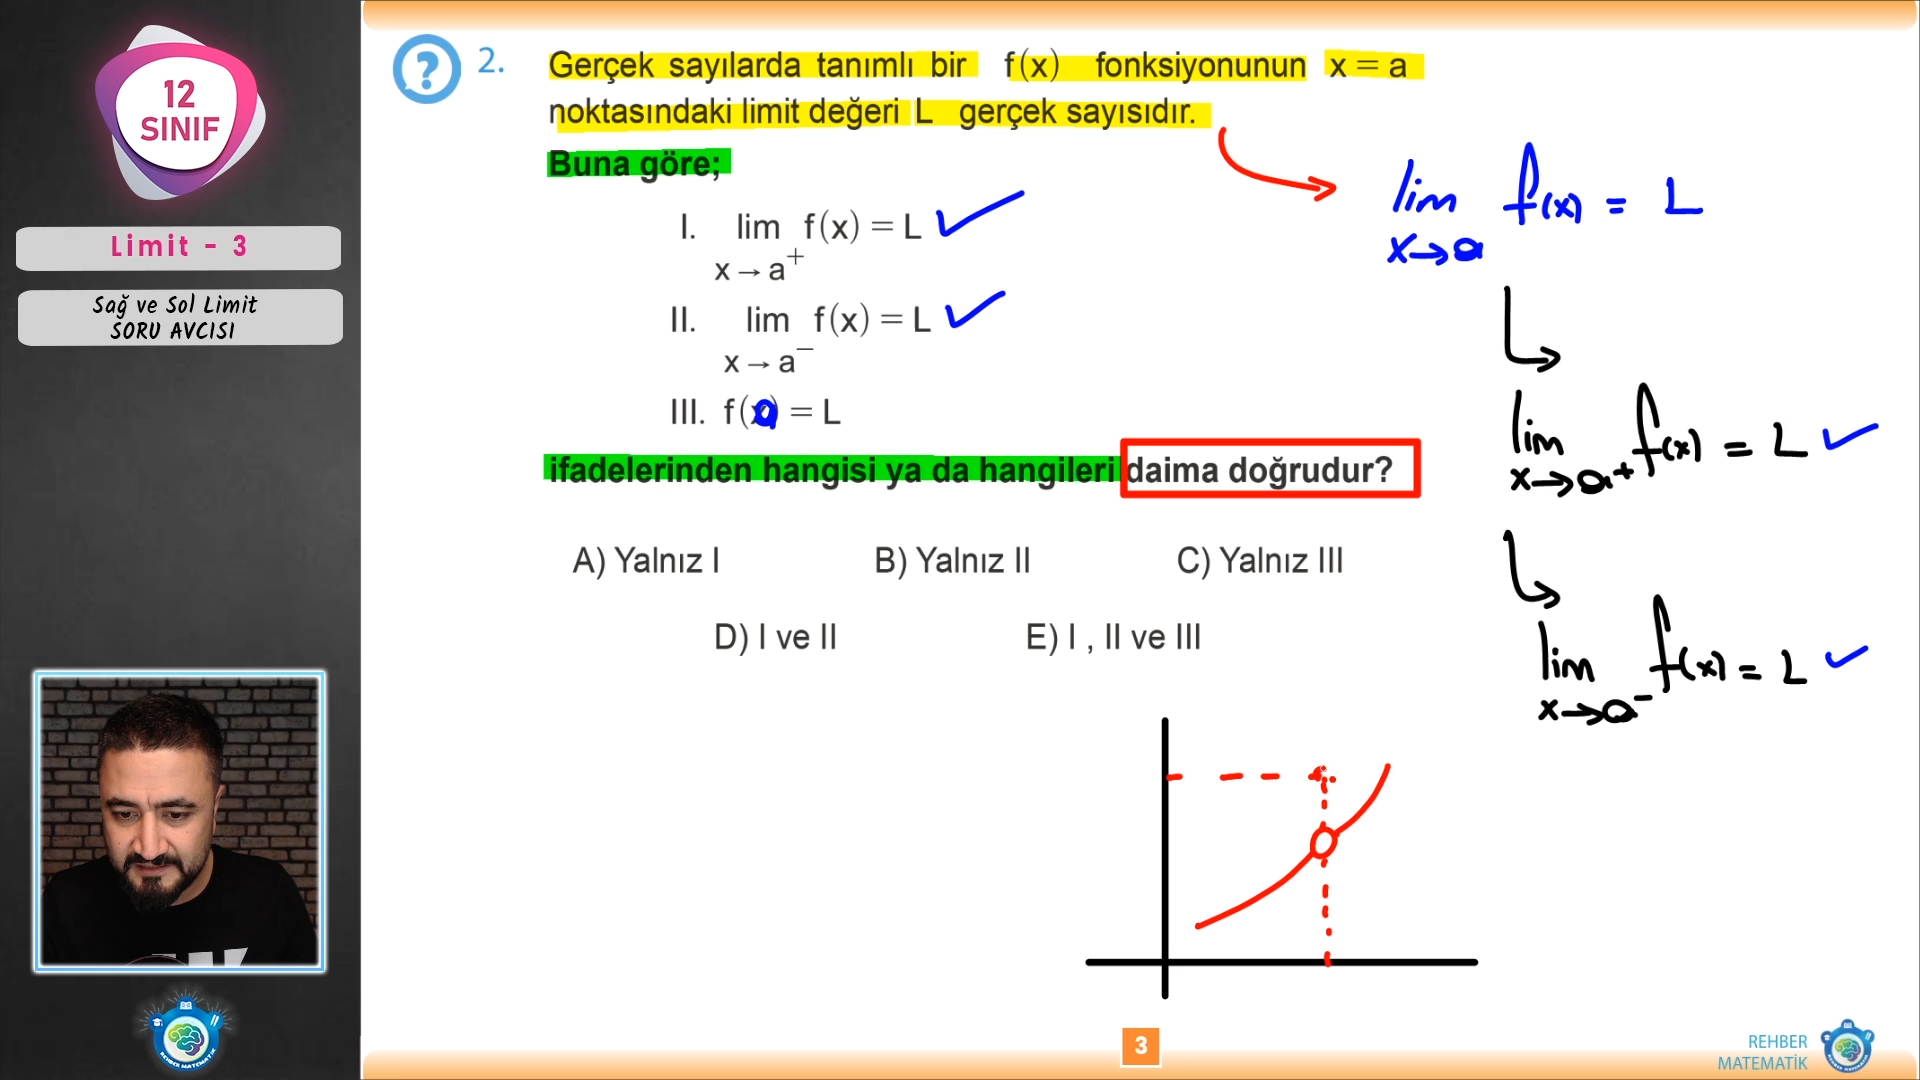 12
SINIF
Limit - 3
Sağ ve Sol Limit
SORU AVCISI
2. Gerçek sayılarda tanımlı bir f(x) fonksiyonunun x = a
noktasındaki limit değeri L gerçek sayısıdır.
Buna göre;
I. lim f(x) = L
x → a⁺
II. lim f(x) = L
x → a⁻
III. f(a) = L
ifadelerinden hangisi ya da hangileri daima doğrudur?
A) Yalnız I B) Yalnız II C) Yalnız III
D) I ve II E) I , II ve III
lim f(x) = L
x→a
lim f(x) = L
x→a⁺
lim f(x) = L
x→a⁻
3
REHBER
MATEMATİK
REHBER MATEMATİK